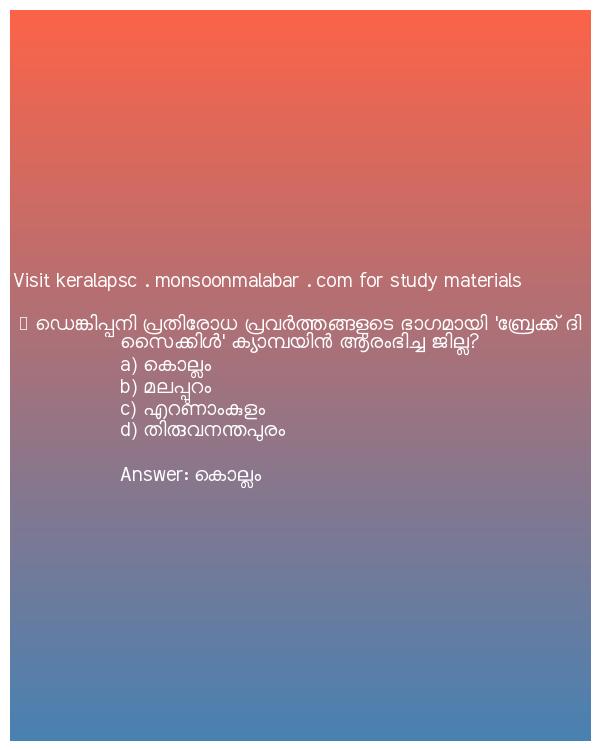 Visit keralapsc . monsoonmalabar . com for study materials
ഡെങ്കിപ്പനി പ്രതിരോധ പ്രവർത്തങ്ങളുടെ ഭാഗമായി 'ബ്രേക്ക് ദി
സൈക്കിൾ' ക്യാമ്പയിൻ ആരംഭിച്ച ജില്ല?
a) കൊല്ലം
b) മലപ്പുറം
c) എറണാംകുളം
d) തിരുവനന്തപുരം
Answer: കൊല്ലം